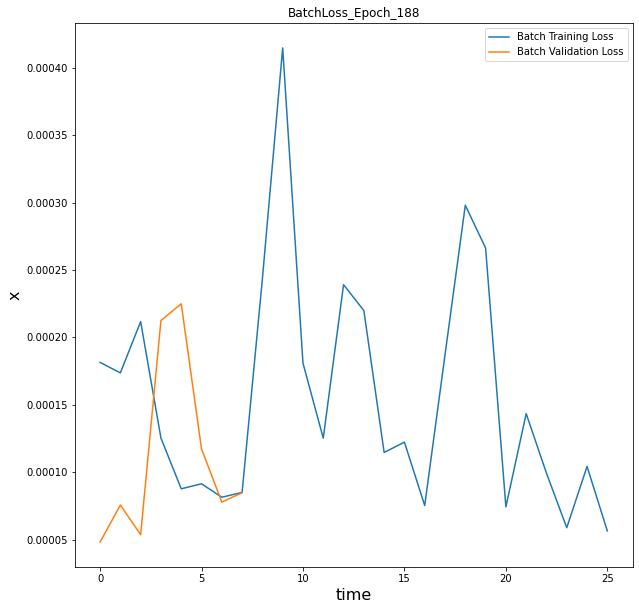 BatchLoss_Epoch_188
Batch Training Loss
Batch Validation Loss
0.00040
0.00035
0.00030
0.00025
0.00020
0.00015
0.00010
0.00005
x
0 5 10 15 20 25
time